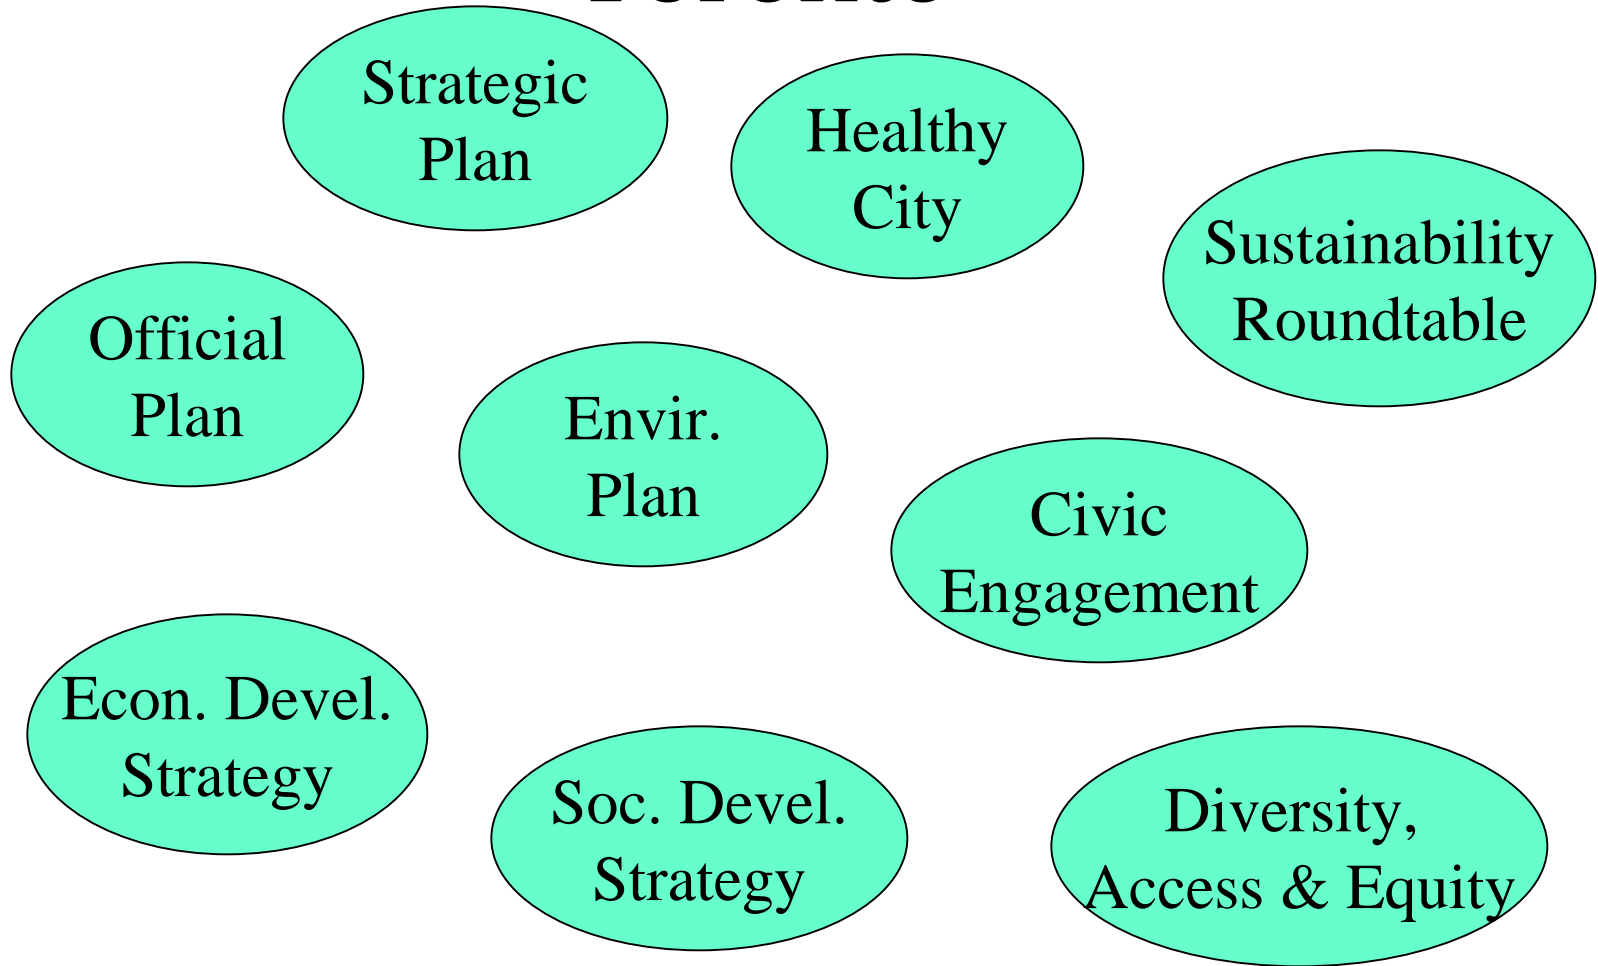 Strategic
Plan
Healthy
City
Sustainability
Roundtable
Official
Plan
Envir.
Plan
Civic
Engagement
Econ. Devel.
Strategy
Soc. Devel.
Strategy
Diversity,
Access & Equity